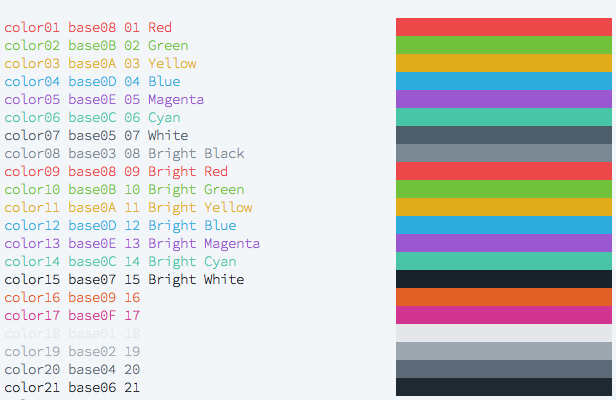 color01 base08 01 Red
color02 base0B 02 Green
color03 base0A 03 Yellow
color04 base0D 04 Blue
color05 base0E 05 Magenta
color06 base0C 06 Cyan
color07 base05 07 White
color08 base03 08 Bright Black
color09 base08 09 Bright Red
color10 base0B 10 Bright Green
color11 base0A 11 Bright Yellow
color12 base0D 12 Bright Blue
color13 base0E 13 Bright Magenta
color14 base0C 14 Bright Cyan
color15 base07 15 Bright White
color16 base09 16
color17 base0F 17
color18 base01 18
color19 base02 19
color20 base04 20
color21 base06 21